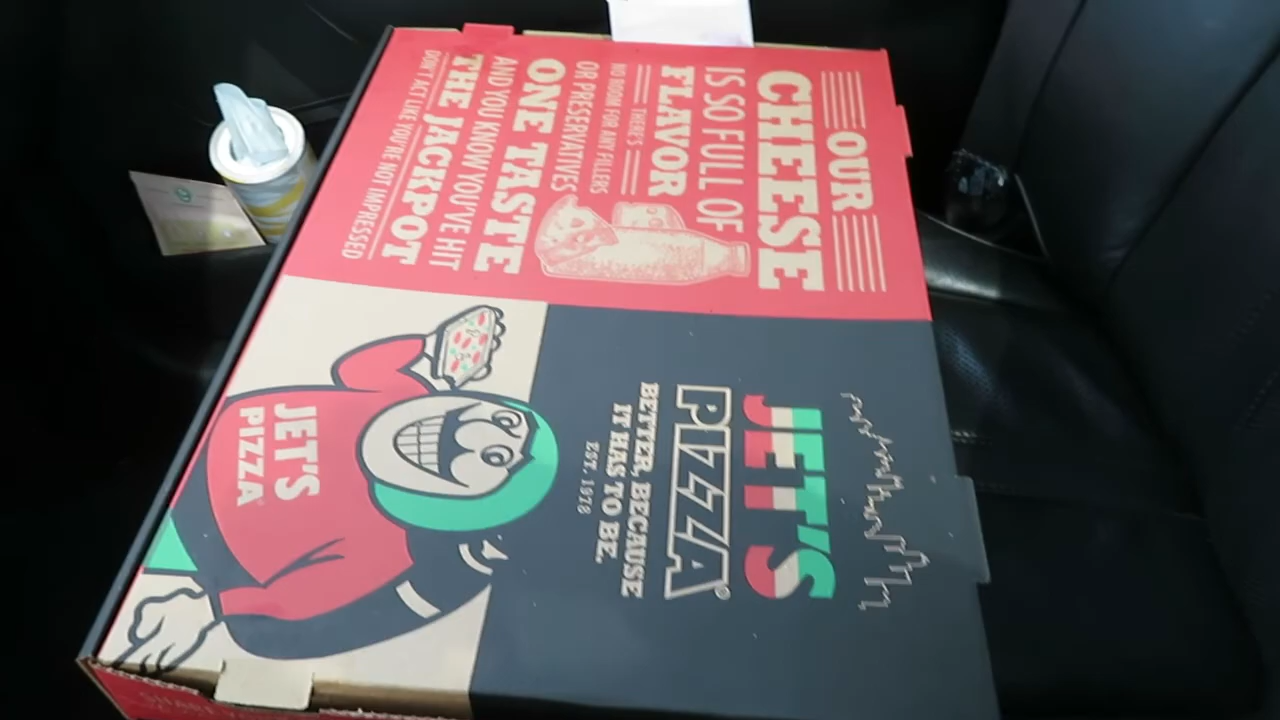 OUR
CHEESE
IS SO FULL OF
FLAVOR
THERE'S
NO ROOM FOR ANY FILLERS
OR PRESERVATIVES
ONE TASTE
AND YOU KNOW YOU'VE HIT
THE JACKPOT
DON'T ACT LIKE YOU'RE NOT IMPRESSED
JET'S
PIZZA®
BETTER, BECAUSE
IT HAS TO BE.
EST. 1978
JET'S
PIZZA